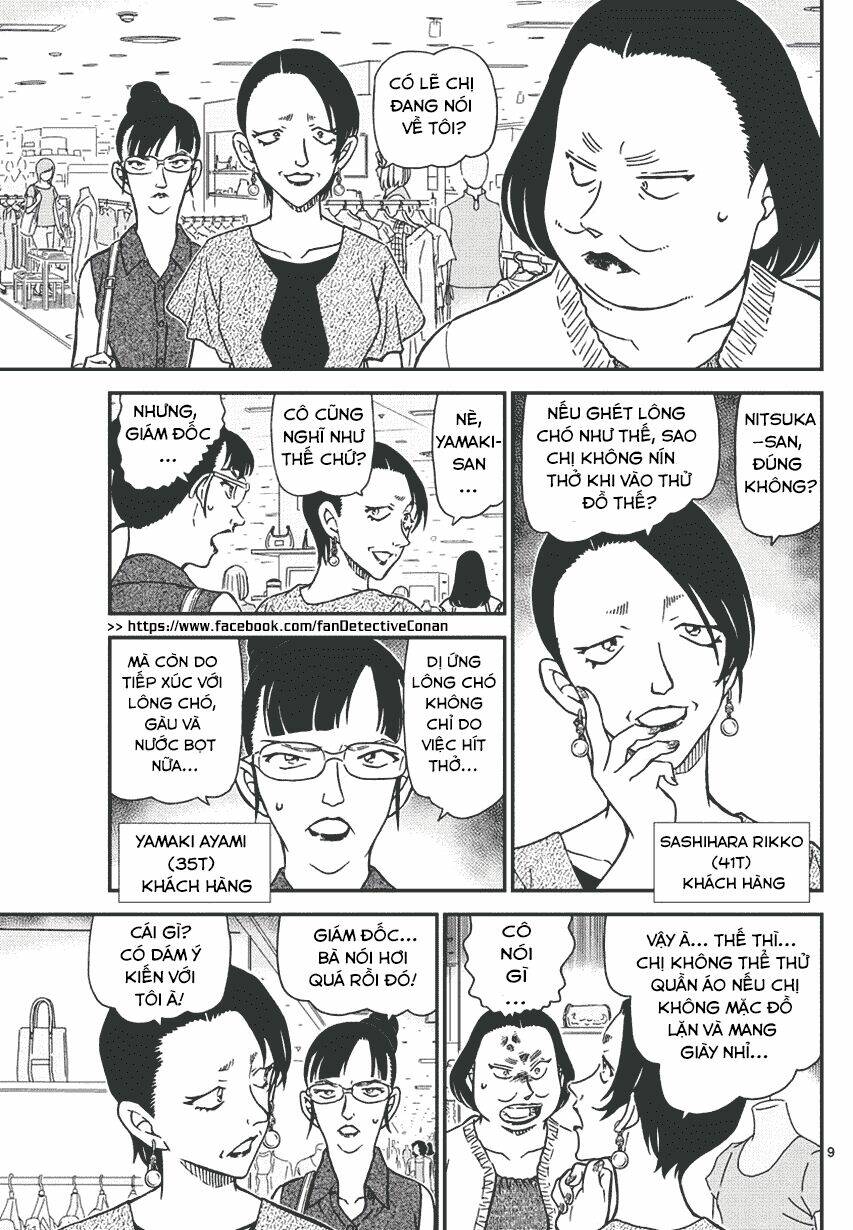 CÓ LẼ CHỊ
ĐANG NÓI
VỀ TÔI?
NITSUKA
-SAN,
ĐÚNG
KHÔNG?
NẾU GHÉT LÔNG
CHÓ NHƯ THẾ, SAO
CHỊ KHÔNG NÍN
THỞ KHI VÀO THỬ
ĐỒ THẾ?
SASHIHARA RIKKO
(41T)
KHÁCH HÀNG
NÈ,
YAMAKI-
SAN
...
CÔ CŨNG
NGHĨ NHƯ
THẾ CHỨ?
NHƯNG,
GIÁM ĐỐC
...
>> https://www.facebook.com/fanDetectiveConan
DỊ ỨNG
LÔNG CHÓ
KHÔNG
CHỈ DO
VIỆC HÍT
THỞ...
MÀ CÒN DO
TIẾP XÚC VỚI
LÔNG CHÓ,
GÀU VÀ
NƯỚC BỌT
NỮA...
YAMAKI AYAMI
(35T)
KHÁCH HÀNG
VẬY À... THẾ THÌ...
CHỊ KHÔNG THỂ THỬ
QUẦN ÁO NẾU CHỊ
KHÔNG MẶC ĐỒ
LẶN VÀ MANG
GIÀY NHỈ...
CÔ
NÓI
GÌ
...
GIÁM ĐỐC...
BÀ NÓI HƠI
QUÁ RỒI ĐÓ!
CÁI GÌ?
CÓ DÁM Ý
KIẾN VỚI
TÔI À!
9